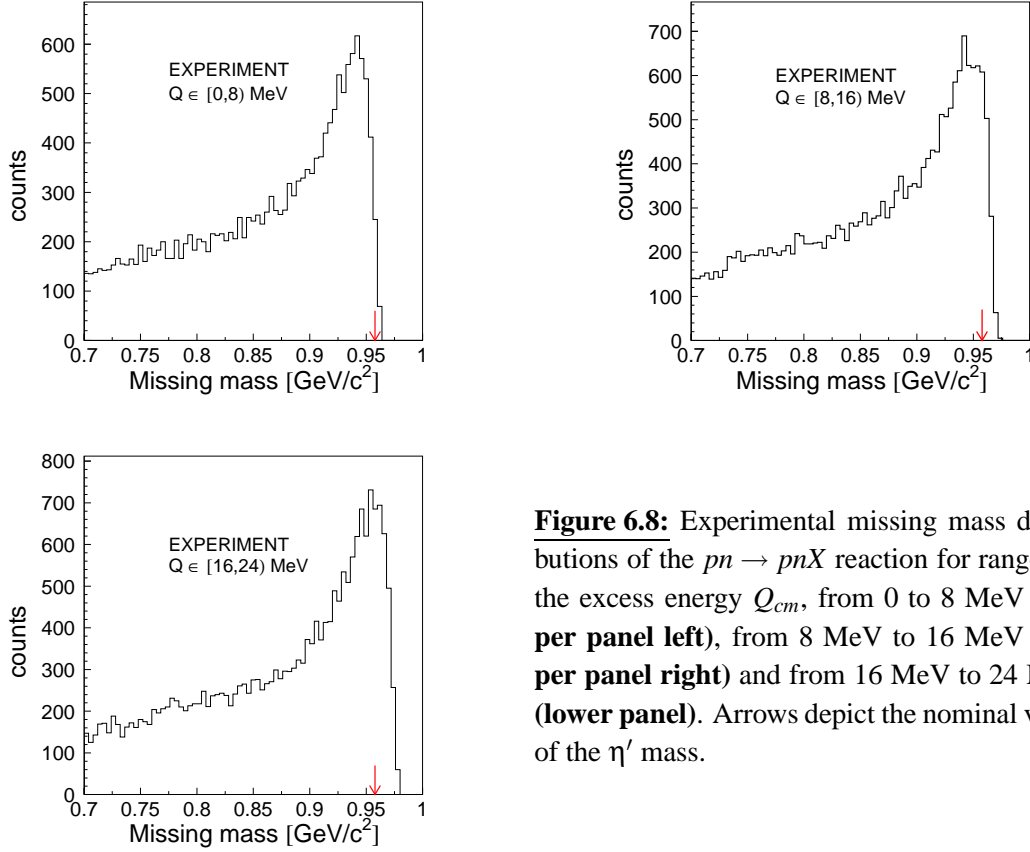 600
500
400
300
200
100
0
counts
EXPERIMENT
Q ∈ [0,8) MeV
0.7 0.75 0.8 0.85 0.9 0.95 1
Missing mass [GeV/c2]
700
600
500
400
300
200
100
0
counts
EXPERIMENT
Q ∈ [8,16) MeV
0.7 0.75 0.8 0.85 0.9 0.95 1
Missing mass [GeV/c2]
800
700
600
500
400
300
200
100
0
counts
EXPERIMENT
Q ∈ [16,24) MeV
0.7 0.75 0.8 0.85 0.9 0.95 1
Missing mass [GeV/c2]
Figure 6.8: Experimental missing mass d
butions of the pn → pnX reaction for rang
the excess energy Qcm, from 0 to 8 MeV
per panel left), from 8 MeV to 16 MeV
per panel right) and from 16 MeV to 24
(lower panel). Arrows depict the nominal
of the η′ mass.